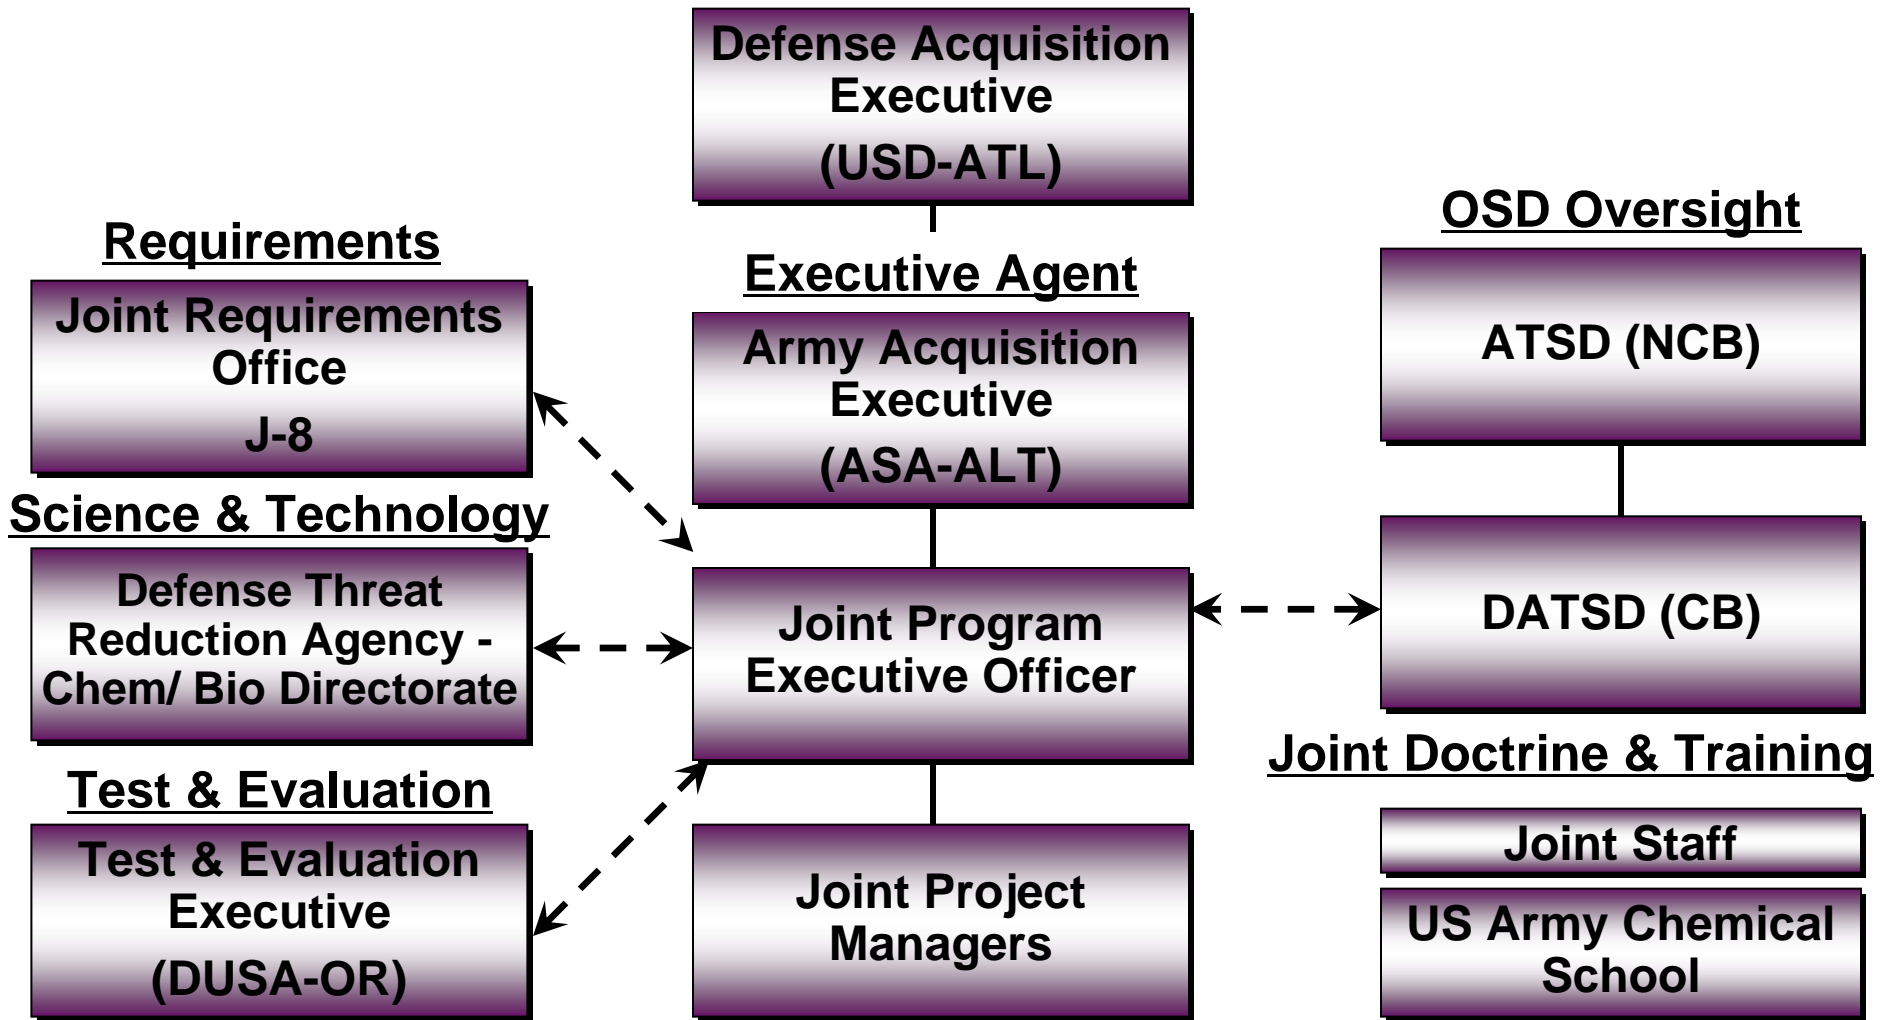 Defense Acquisition
Executive
(USD-ATL)
Requirements
Joint Requirements
Office
J-8
Science & Technology
Defense Threat
Reduction Agency -
Chem/ Bio Directorate
Test & Evaluation
Test & Evaluation
Executive
(DUSA-OR)
Executive Agent
Army Acquisition
Executive
(ASA-ALT)
Joint Program
Executive Officer
Joint Project
Managers
OSD Oversight
ATSD (NCB)
DATSD (CB)
Joint Doctrine & Training
Joint Staff
US Army Chemical
School